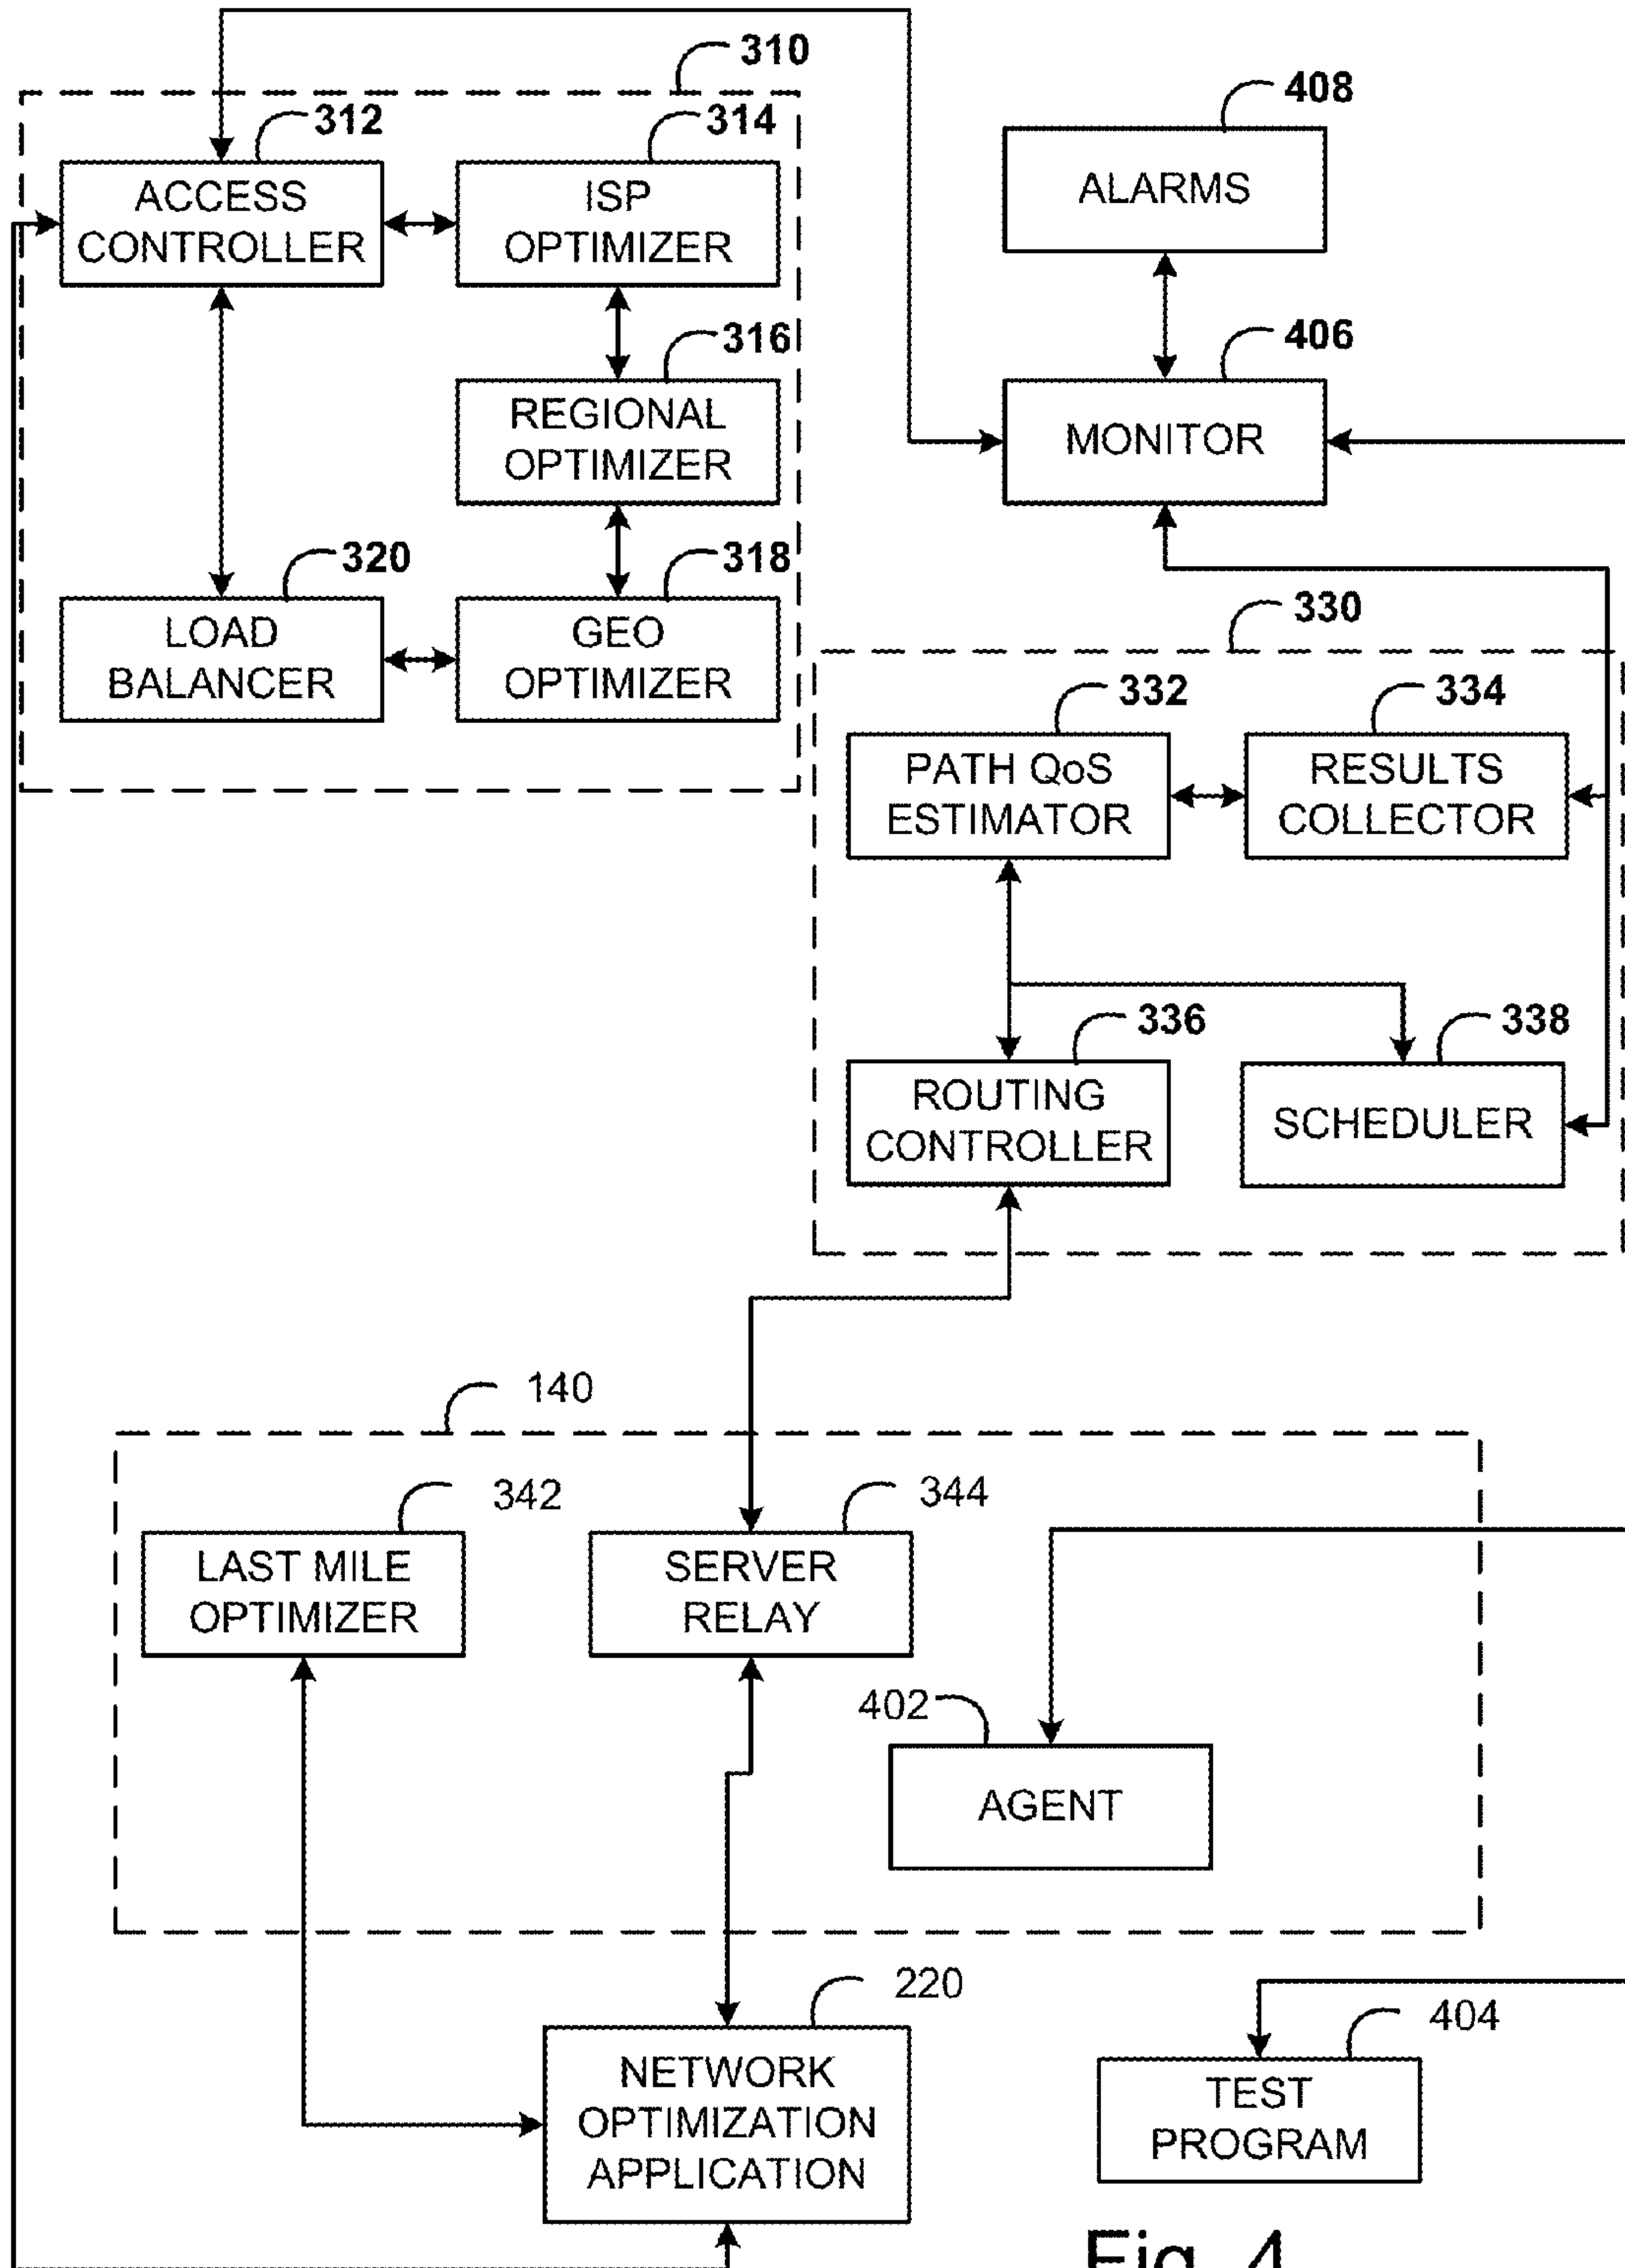 310
408
312
314
ACCESS
CONTROLLER
ISP
OPTIMIZER
ALARMS
316
406
REGIONAL
OPTIMIZER
MONITOR
320
318
LOAD
BALANCER
GEO
OPTIMIZER
330
332
334
PATH QoS
ESTIMATOR
RESULTS
COLLECTOR
336
338
ROUTING
CONTROLLER
SCHEDULER
140
342
344
LAST MILE
OPTIMIZER
SERVER
RELAY
402
AGENT
220
404
NETWORK
OPTIMIZATION
APPLICATION
TEST
PROGRAM
Fig. 4